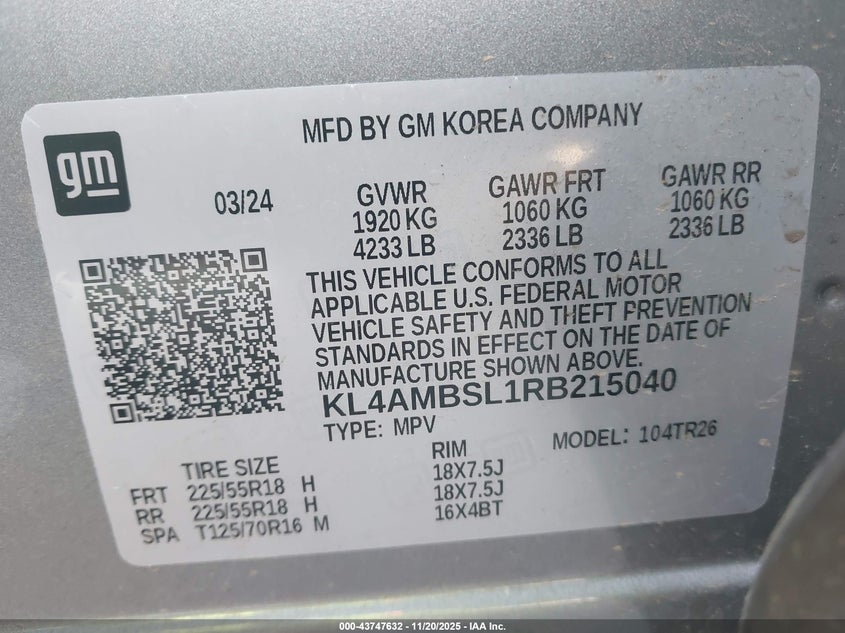 MFD BY GM KOREA COMPANY
gm
03/24
GVWR
1920 KG
4233 LB
GAWR FRT
1060 KG
2336 LB
GAWR RR
1060 KG
2336 LB
THIS VEHICLE CONFORMS TO ALL
APPLICABLE U.S. FEDERAL MOTOR
VEHICLE SAFETY AND THEFT PREVENTION
STANDARDS IN EFFECT ON THE DATE OF
MANUFACTURE SHOWN ABOVE.
KL4AMBSL1RB215040
TYPE: MPV MODEL: 104TR26
TIRE SIZE RIM
FRT 225/55R18 H 18X7.5J
RR 225/55R18 H 18X7.5J
SPA T125/70R16 M 16X4BT
000-43747632 - 11/20/2025 - IAA Inc.